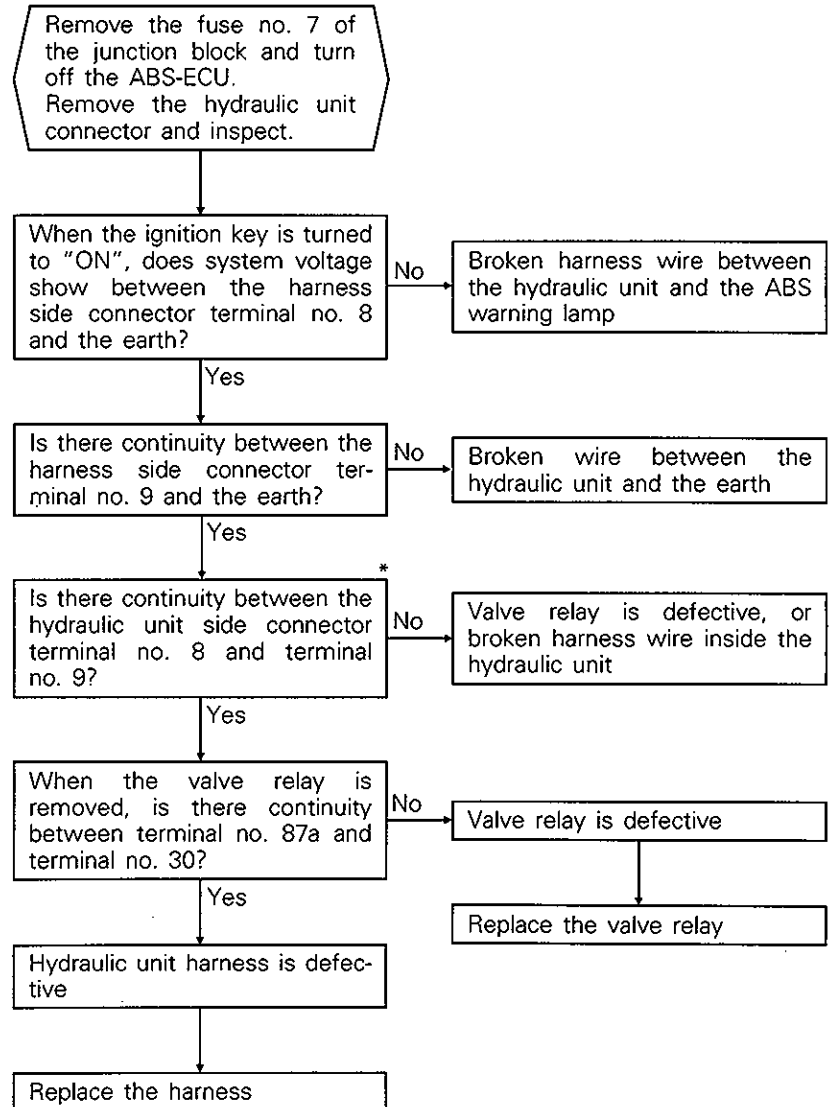 Remove the fuse no. 7 of
the junction block and turn
off the ABS-ECU.
Remove the hydraulic unit
connector and inspect.
When the ignition key is turned
to "ON", does system voltage
show between the harness
side connector terminal no. 8
and the earth?
No
Broken harness wire between
the hydraulic unit and the ABS
warning lamp
Yes
Is there continuity between the
harness side connector ter-
minal no. 9 and the earth?
No
Broken wire between the
hydraulic unit and the earth
Yes
*
Is there continuity between the
hydraulic unit side connector
terminal no. 8 and terminal
no. 9?
No
Valve relay is defective, or
broken harness wire inside the
hydraulic unit
Yes
When the valve relay is
removed, is there continuity
between terminal no. 87a and
terminal no. 30?
No
Valve relay is defective
Replace the valve relay
Yes
Hydraulic unit harness is defec-
tive
Replace the harness